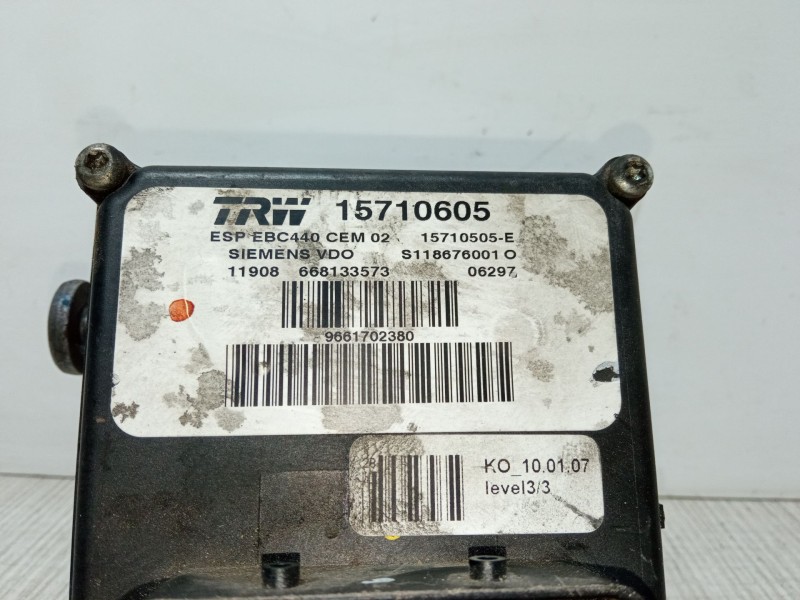 TRW 15710605
ESP EBC440 CEM 02 15710505-E
SIEMENS VDO S118676001 O
11908 668133573 06297
9661702380
KO_10.01.07
level3/3